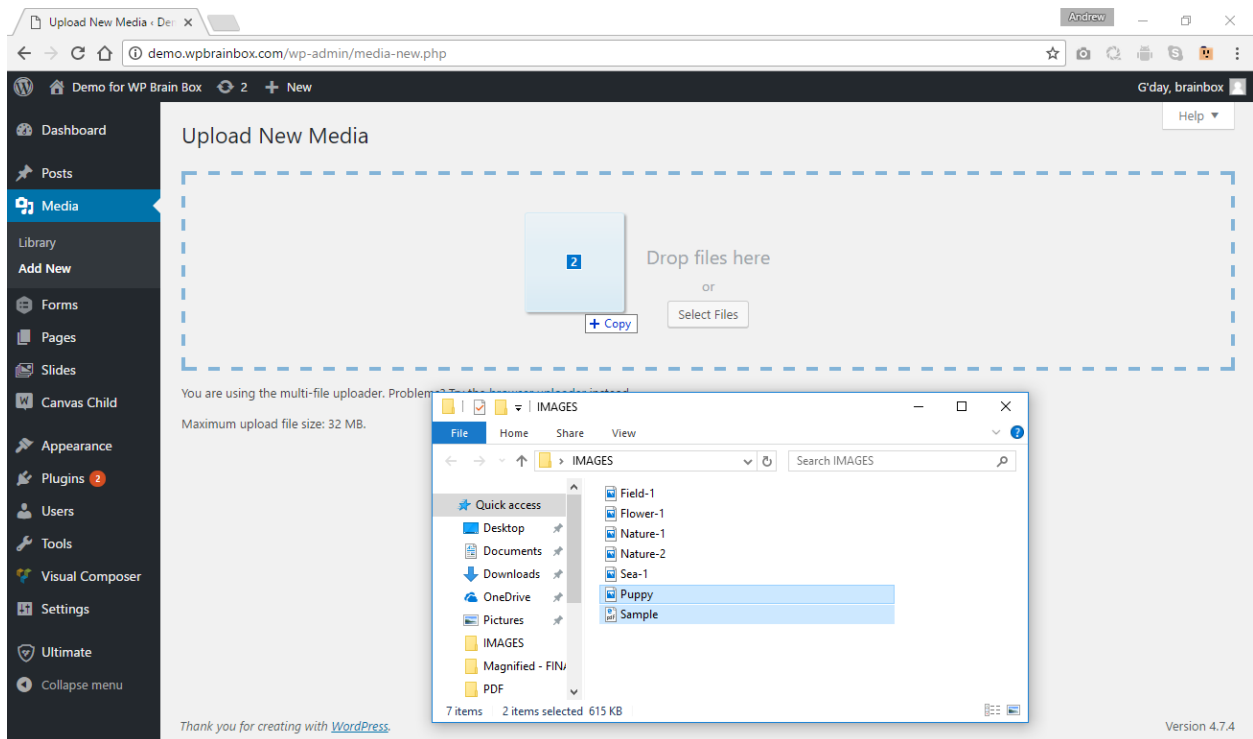 Upload New Media ‹ Der
Andrew
demo.wpbrainbox.com/wp-admin/media-new.php
Demo for WP Brain Box 2 + New
G'day, brainbox
Help ▼
Dashboard
Posts
Media
Library
Add New
Forms
Pages
Slides
Canvas Child
Appearance
Plugins 2
Users
Tools
Visual Composer
Settings
Ultimate
Collapse menu
Upload New Media
2
+ Copy
Drop files here
or
Select Files
You are using the multi-file uploader. Problems? Try the browser uploader instead.
Maximum upload file size: 32 MB.
IMAGES
File Home Share View
› IMAGES
Search IMAGES
Quick access
Desktop
Documents
Downloads
OneDrive
Pictures
IMAGES
Magnified - FINA
PDF
Field-1
Flower-1
Nature-1
Nature-2
Sea-1
Puppy
Sample
7 items 2 items selected 615 KB
Thank you for creating with WordPress.
Version 4.7.4